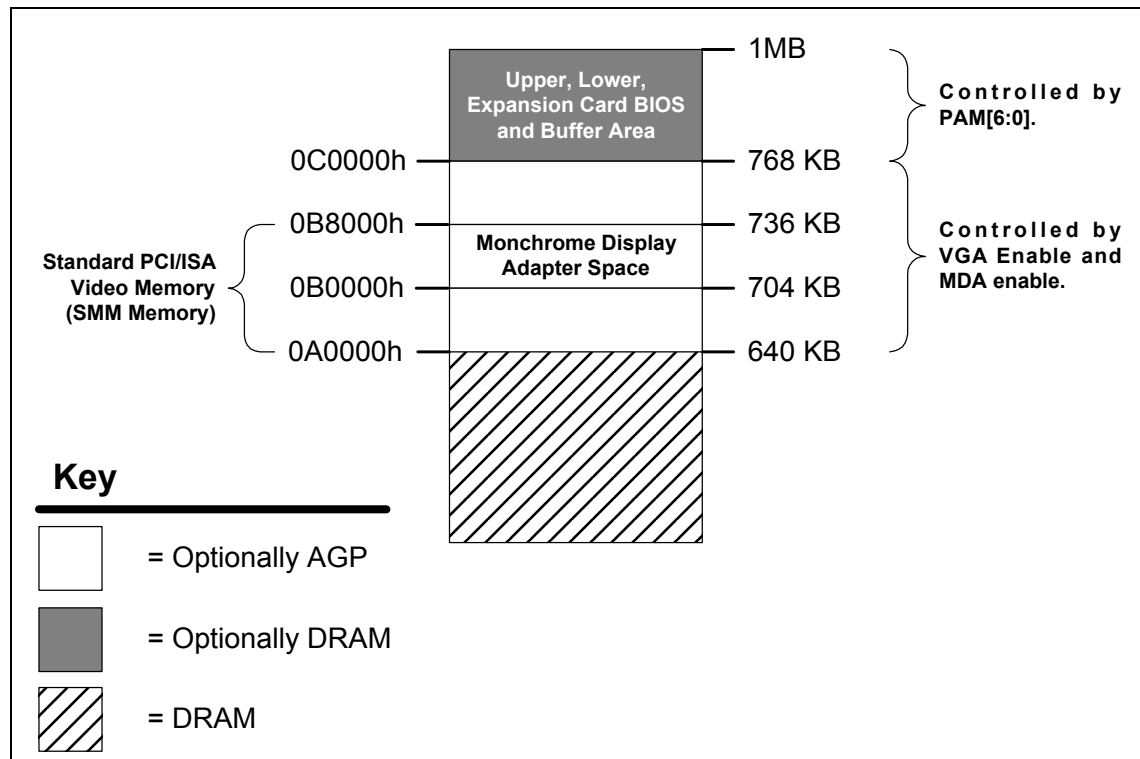 1MB
Upper, Lower,
Expansion Card BIOS
and Buffer Area
Controlled by
PAM[6:0].
0C0000h
768 KB
0B8000h
736 KB
Monchrome Display
Adapter Space
Controlled by
VGA Enable and
MDA enable.
Standard PCI/ISA
Video Memory
(SMM Memory)
0B0000h
704 KB
0A0000h
640 KB
Key
= Optionally AGP
= Optionally DRAM
= DRAM